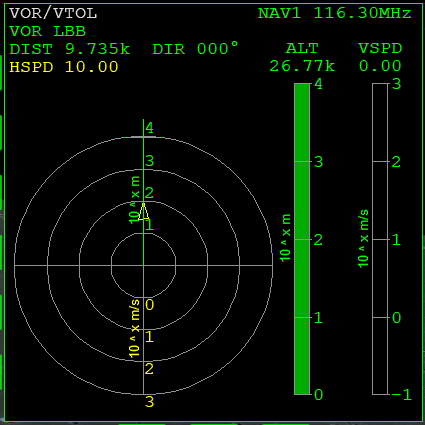 VOR/VTOL NAV1 116.30MHz
VOR LBB
DIST 9.735k DIR 000° ALT VSPD
HSPD 10.00 26.77k 0.00
4
3
2
1
10^ x m
0
1
2
3
10^ x m/s
4
3
2
1
0
10^ x m
3
2
1
0
-1
10^ x m/s